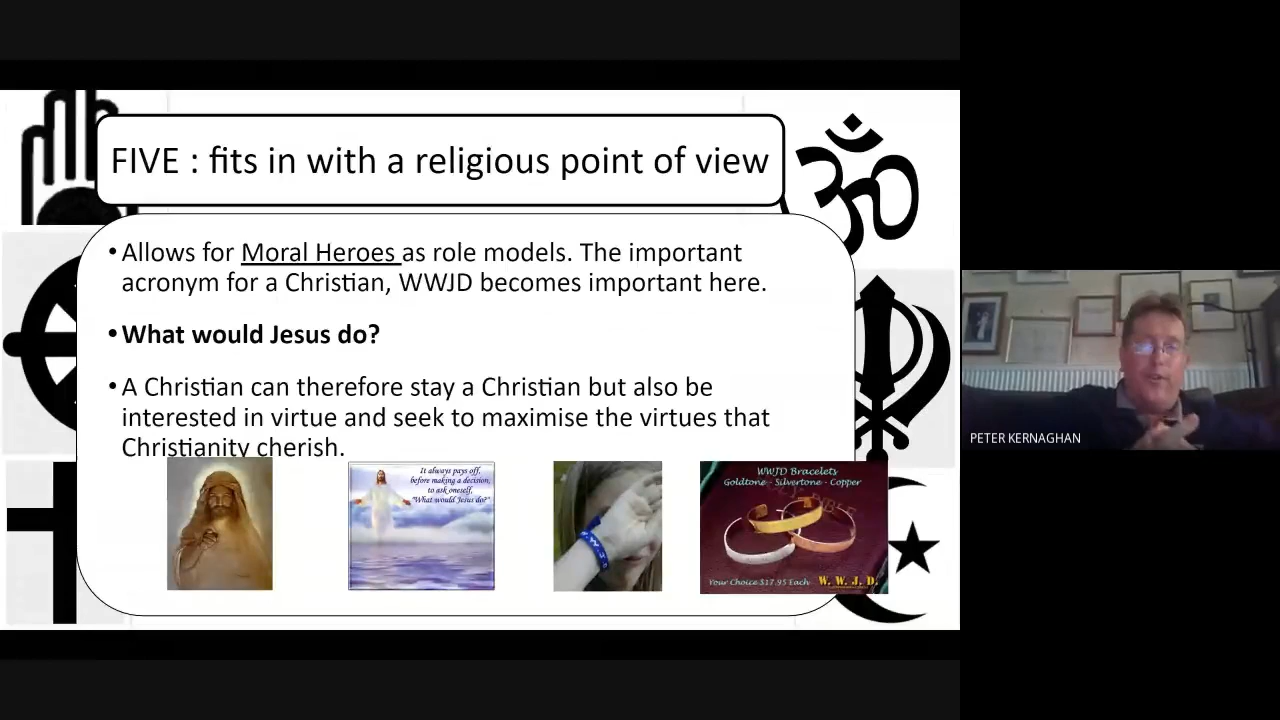 FIVE : fits in with a religious point of view
•Allows for Moral Heroes as role models. The important
acronym for a Christian, WWJD becomes important here.
•What would Jesus do?
•A Christian can therefore stay a Christian but also be
interested in virtue and seek to maximise the virtues that
Christianity cherish.
It always pays off,
before making a decision,
to ask oneself,
"What would Jesus do?"
WWJD Bracelets
Goldtone - Silvertone - Copper
Your Choice $17.95 Each
W. W. J. D.
PETER KERNAGHAN